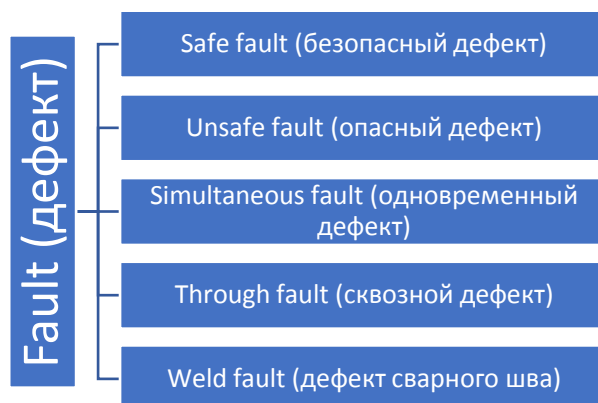 Fault (дефект)
Safe fault (безопасный дефект)
Unsafe fault (опасный дефект)
Simultaneous fault (одновременный
дефект)
Through fault (сквозной дефект)
Weld fault (дефект сварного шва)